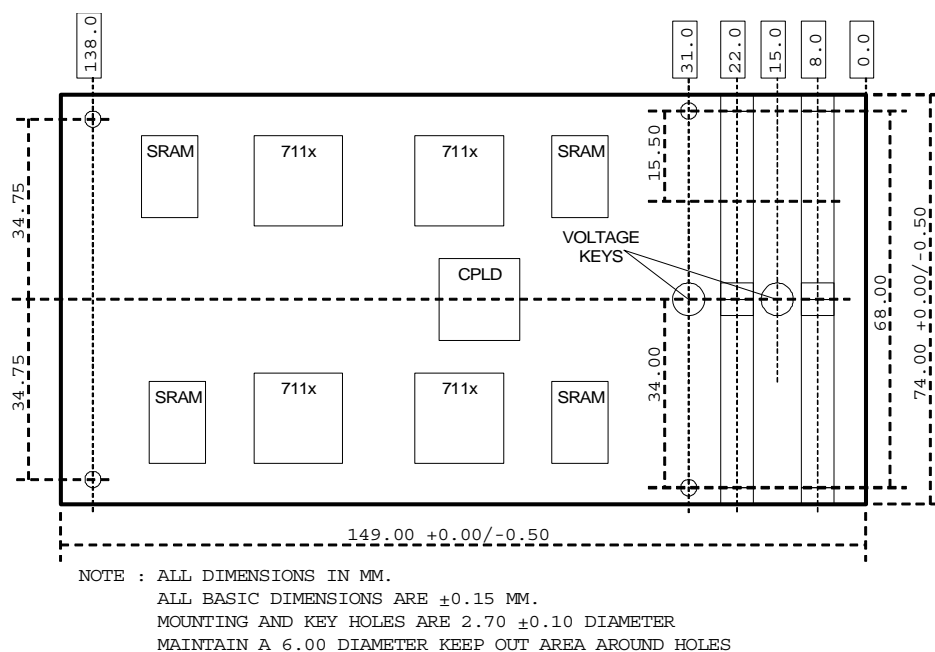 138.0
31.0
22.0
15.0
8.0
0.0
34.75
SRAM
711x
711x
SRAM
15.50
VOLTAGE
KEYS
CPLD
68.00
74.00 +0.00/-0.50
34.75
SRAM
711x
711x
SRAM
34.00
149.00 +0.00/-0.50
NOTE : ALL DIMENSIONS IN MM.
ALL BASIC DIMENSIONS ARE ±0.15 MM.
MOUNTING AND KEY HOLES ARE 2.70 ±0.10 DIAMETER
MAINTAIN A 6.00 DIAMETER KEEP OUT AREA AROUND HOLES